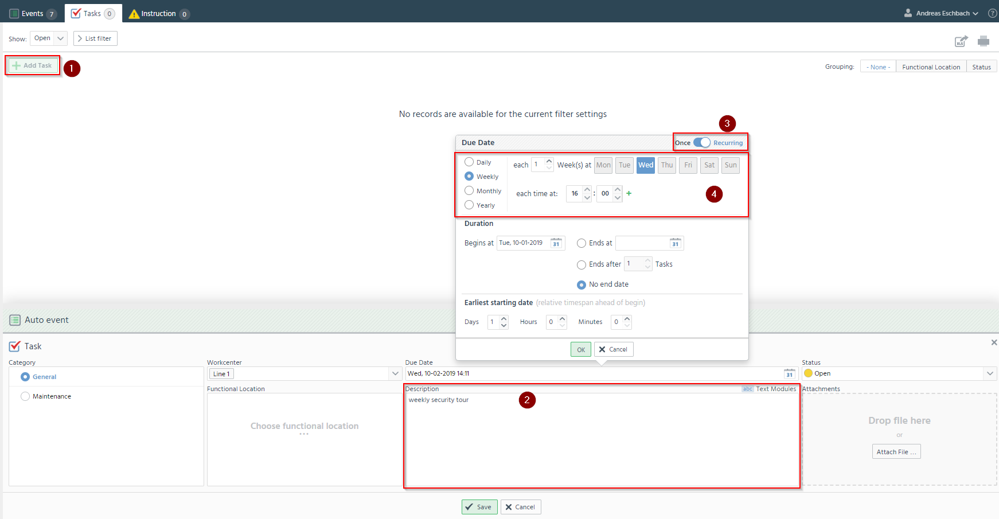 Events 7 Tasks 0 Instruction 0 Andreas Eschbach ?
Show: Open List filter XLS
Add Task 1 Grouping: - None - Functional Location Status
No records are available for the current filter settings
3
Due Date Once Recurring
Daily each 1 Week(s) at Mon Tue Wed Thu Fri Sat Sun
Weekly
Monthly each time at: 16 : 00 + 4
Yearly
Duration
Begins at Tue, 10-01-2019 31 Ends at 31
Ends after 1 Tasks
No end date
Earliest starting date (relative timespan ahead of begin)
Days 1 Hours 0 Minutes 0
OK Cancel
Auto event
Task
Category Workcenter Due Date Status
General Line 1 Wed, 10-02-2019 14:11 31 Open
Functional Location Description abc Text Modules Attachments
Maintenance weekly security tour 2
Choose functional location
...
Drop file here
or
Attach File ...
Save Cancel